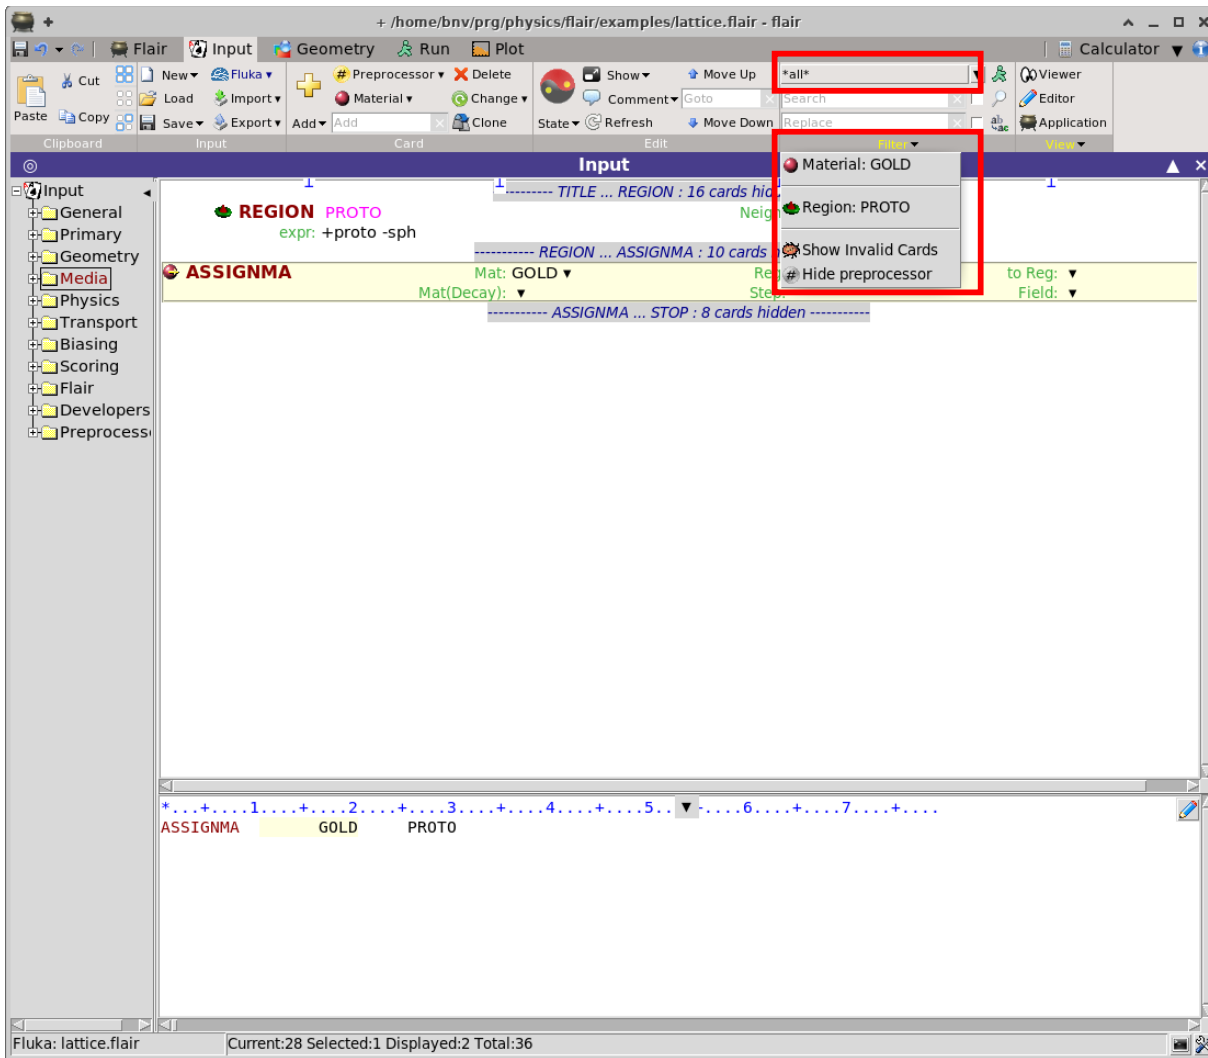 + /home/bnv/prg/physics/flair/examples/lattice.flair - flair
Flair Input Geometry Run Plot Calculator
Cut New Fluka Preprocessor Delete Show Move Up *all* Viewer
Load Import Material Change Comment Goto Search Editor
Paste Copy Save Export Add Add Clone State Refresh Move Down Replace Application
Clipboard Input Card Edit Filter View
Input
Material: GOLD
Region: PROTO
Show Invalid Cards
Hide preprocessor
Input
General
Primary
Geometry
Media
Physics
Transport
Biasing
Scoring
Flair
Developers
Preprocess
--------- TITLE ... REGION : 16 cards hid
REGION PROTO Neigh
expr: +proto -sph
----------- REGION ... ASSIGNMA : 10 cards h
ASSIGNMA Mat: GOLD Reg to Reg:
Mat(Decay): Step: Field:
----------- ASSIGNMA ... STOP : 8 cards hidden -----------
*...+....1....+....2....+....3....+....4....+....5.. -....6....+....7....+....
ASSIGNMA GOLD PROTO
Fluka: lattice.flair Current:28 Selected:1 Displayed:2 Total:36